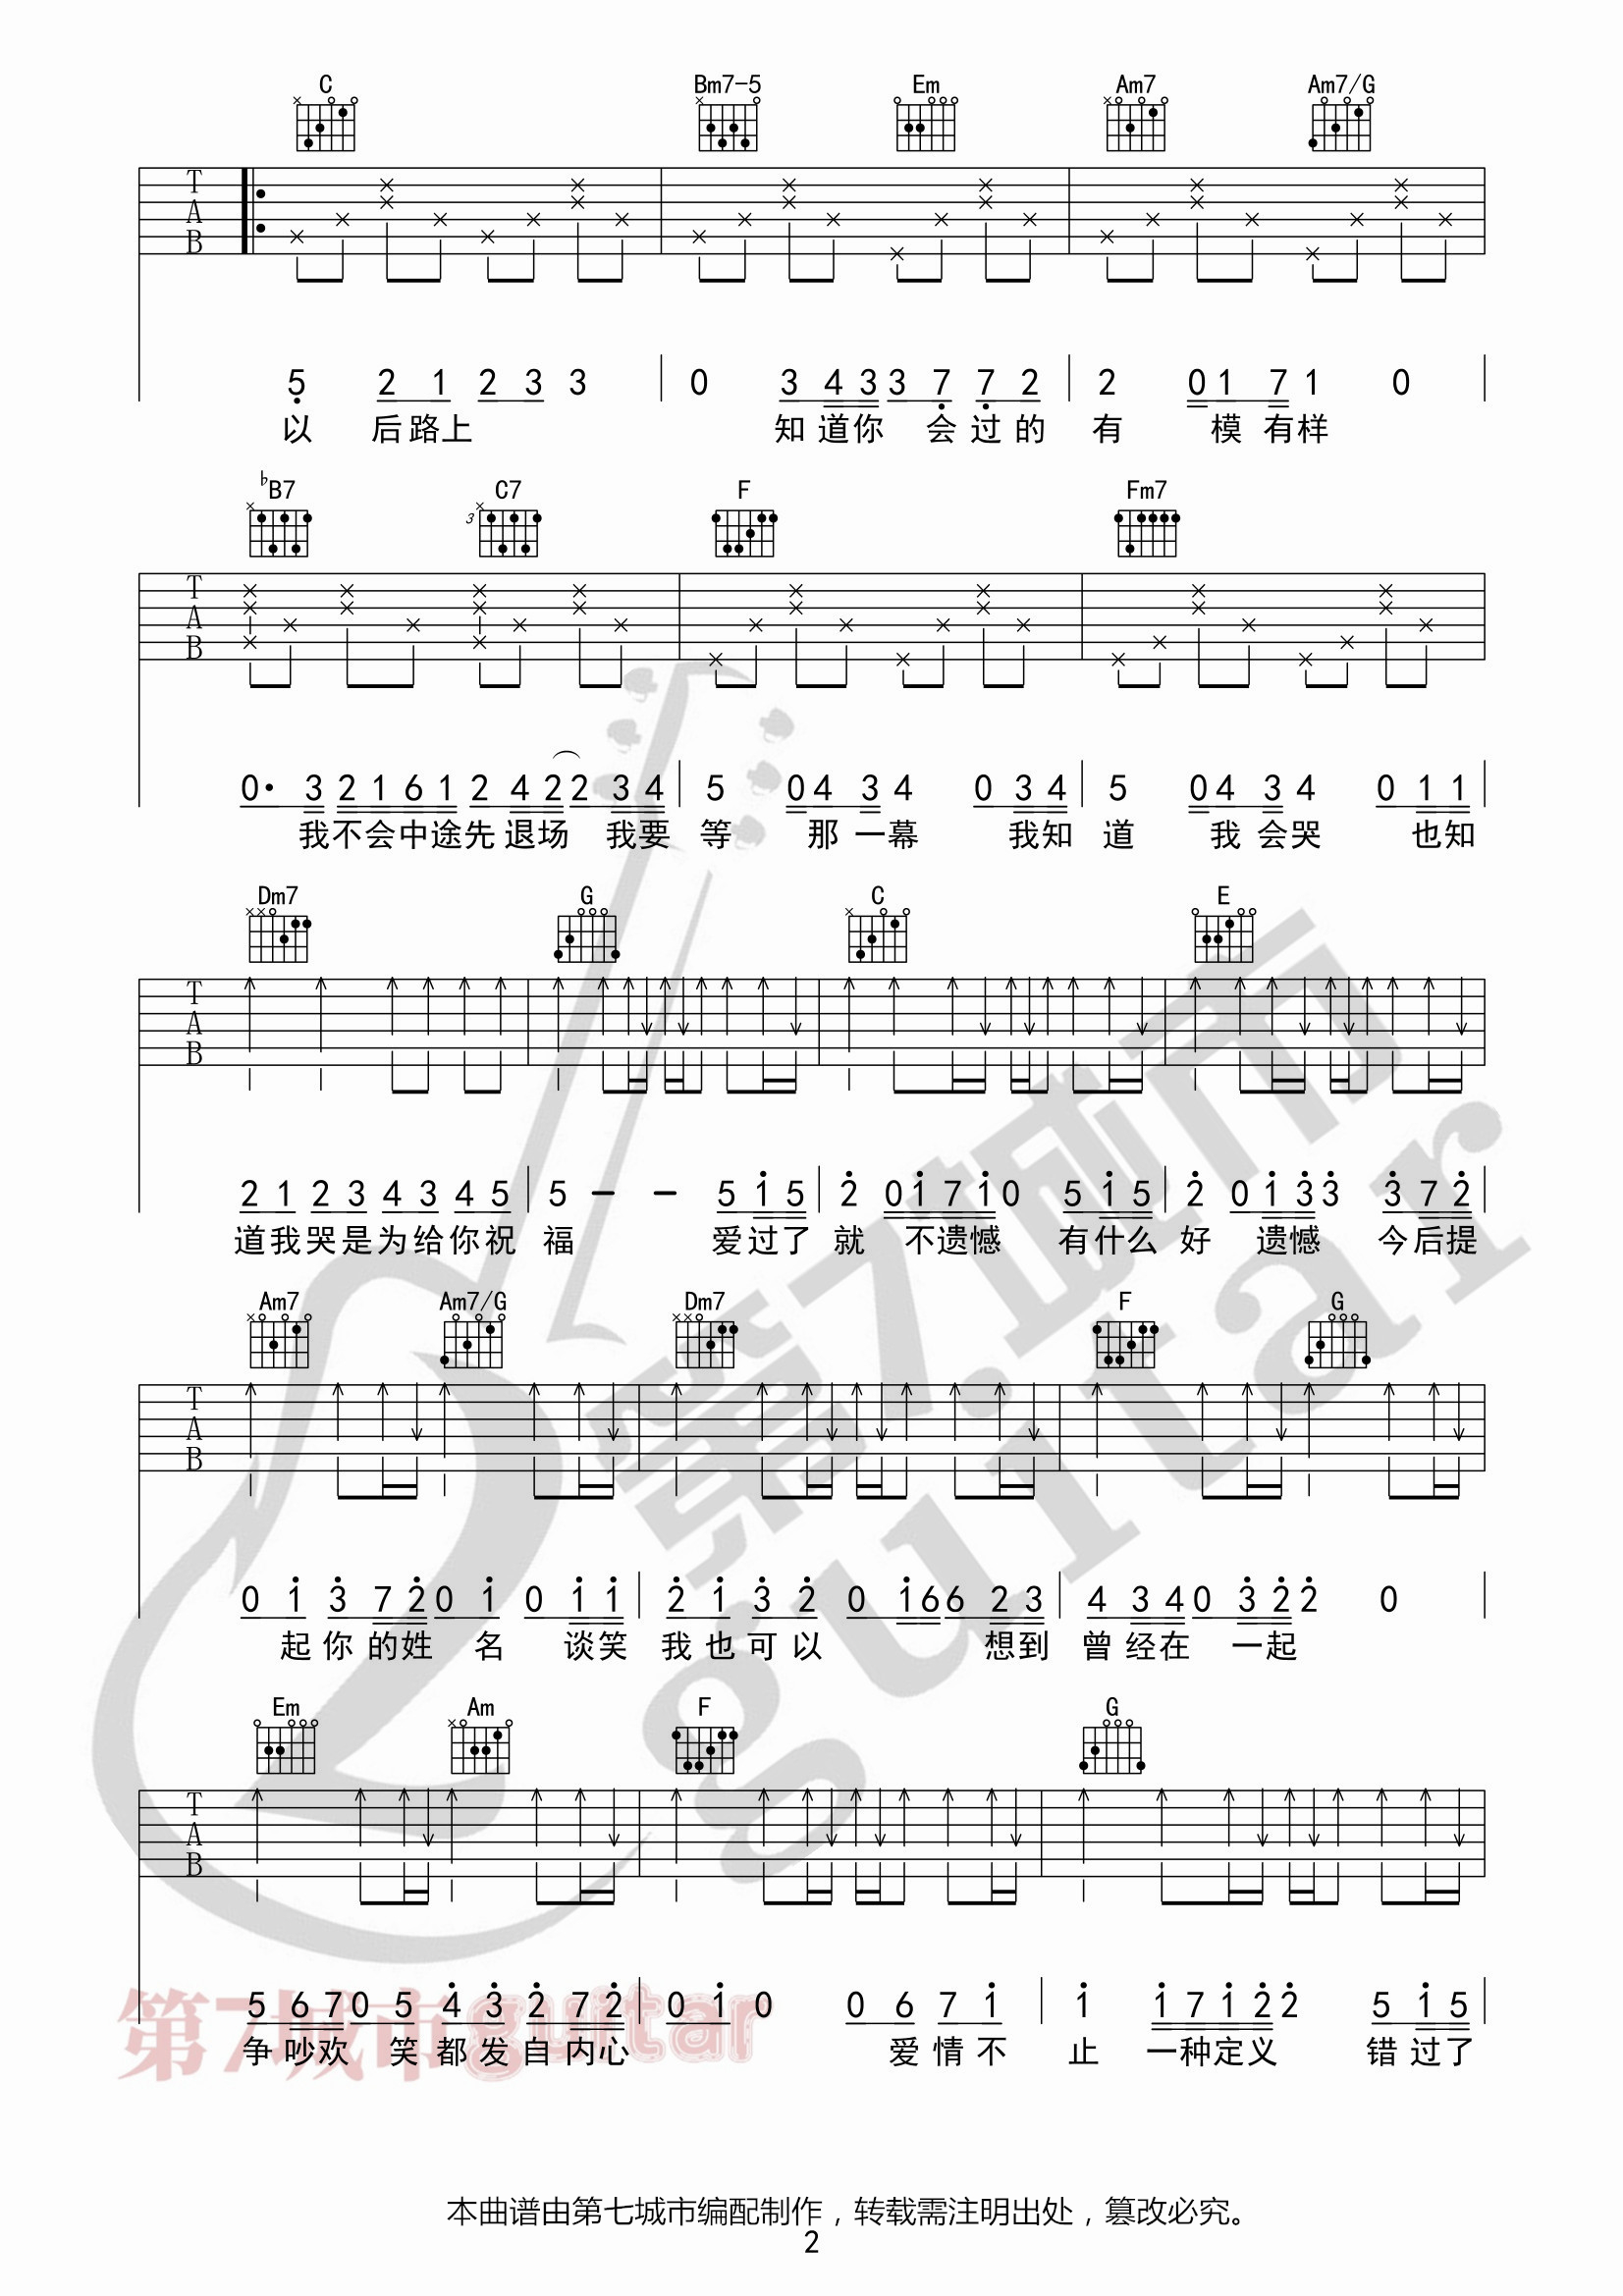 C Bm7-5 Em Am7 Am7/G
T
A
B
5 2 1 2 3 3 0 3 4 3 3 7 7 2 2 0 1 7 1 0
以 后路上 知道你 会过的 有 模有样
♭B7 C7 F Fm7
3
T
A
B
0· 3 2 1 6 1 2 4 2 2 3 4 5 0 4 3 4 0 3 4 5 0 4 3 4 0 1 1
我不会中途先退场 我要 等 那一幕 我知 道 我会哭 也知
Dm7 G C E
T
A
B
2 1 2 3 4 3 4 5 5 - - 5 1 5 2 0 1 7 1 0 5 1 5 2 0 1 3 3 3 7 2
道我哭是为给你祝 福 爱过了 就 不遗憾 有什么 好 遗憾 今后提
Am7 Am7/G Dm7 F G
T
A
B
0 1 3 7 2 0 1 0 1 1 2 1 3 2 0 1 6 6 2 3 4 3 4 0 3 2 2 0
起你的姓 名 谈笑 我也可以 想到 曾经在 一起
Em Am F G
T
A
B
5 6 7 0 5 4 3 2 7 2 0 1 0 0 6 7 1 1 1 7 1 2 2 5 1 5
争吵欢 笑都发自内心 爱情不 止 一种定义 错过了
第7城市guitar
第7城市guitar
本曲谱由第七城市编配制作，转载需注明出处，篡改必究。
2